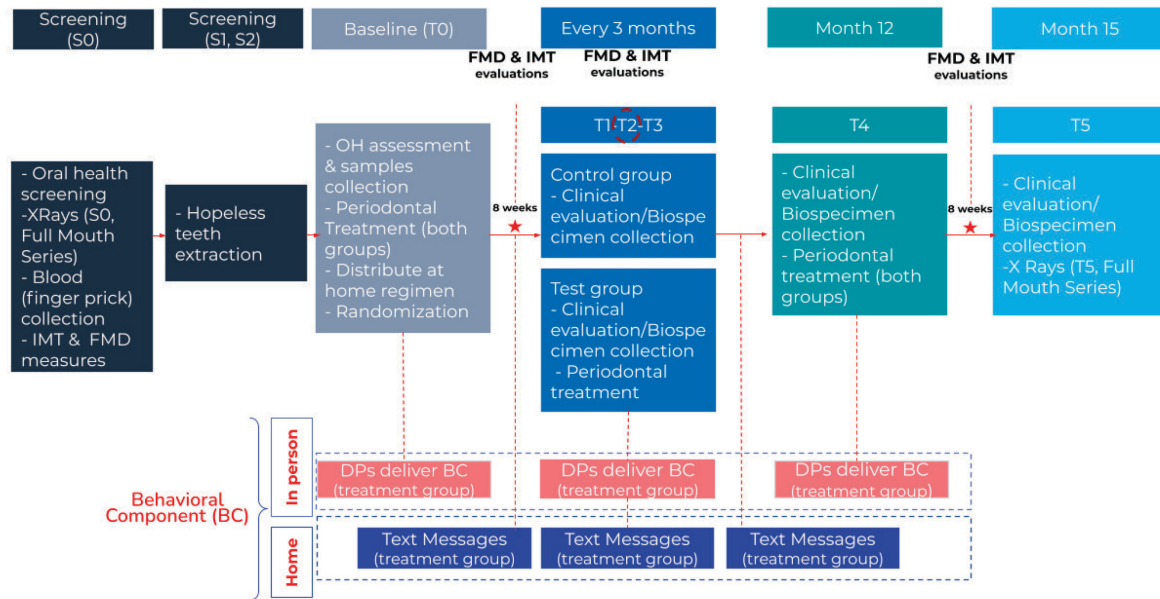 Screening
(S0)
Screening
(S1, S2)
Baseline (T0)
Every 3 months
Month 12
Month 15
FMD & IMT
evaluations
FMD & IMT
evaluations
FMD & IMT
evaluations
- Oral health
screening
-XRays (S0,
Full Mouth
Series)
- Blood
(finger prick)
collection
- IMT & FMD
measures
- Hopeless
teeth
extraction
- OH assessment
& samples
collection
- Periodontal
Treatment (both
groups)
- Distribute at
home regimen
- Randomization
8 weeks
T1-T2-T3
Control group
- Clinical
evaluation/Biospe
cimen collection
Test group
- Clinical
evaluation/Biospe
cimen collection
- Periodontal
treatment
T4
- Clinical
evaluation/
Biospecimen
collection
- Periodontal
treatment (both
groups)
8 weeks
T5
- Clinical
evaluation/
Biospecimen
collection
-X Rays (T5, Full
Mouth Series)
Behavioral
Component (BC)
In person
DPs deliver BC
(treatment group)
DPs deliver BC
(treatment group)
DPs deliver BC
(treatment group)
Home
Text Messages
(treatment group)
Text Messages
(treatment group)
Text Messages
(treatment group)